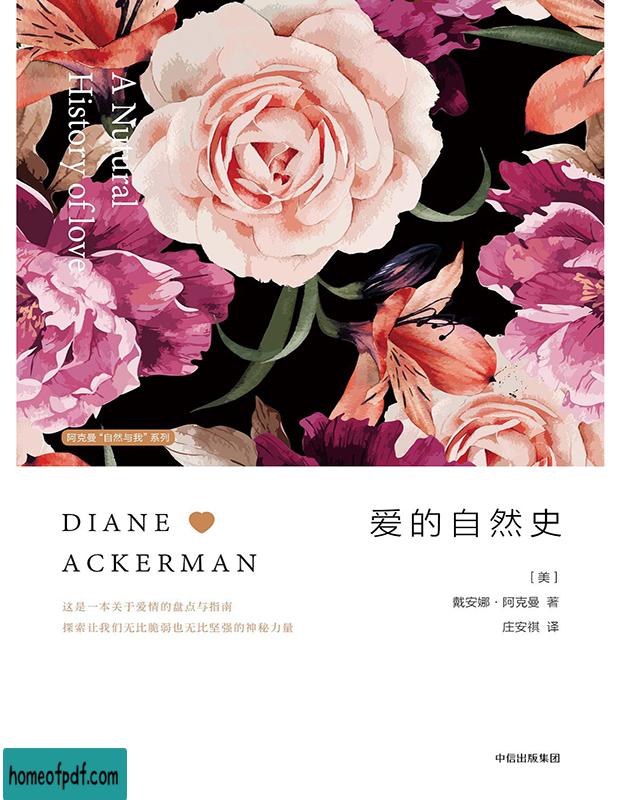 A Nutural
History of love
阿克曼“自然与我”系列
DIANE
ACKERMAN
爱的自然史
[美]
戴安娜·阿克曼 著
庄安祺 译
这是一本关于爱情的盘点与指南
探索让我们无比脆弱也无比坚强的神秘力量
中信出版集团
homeofpdf.com